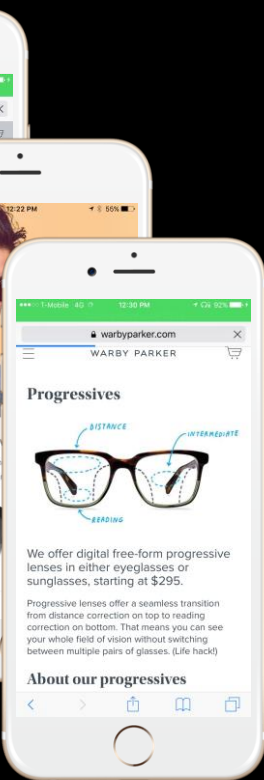 12:22 PM
55%
T-Mobile 4G
12:30 PM
92%
warbyparker.com
WARBY PARKER
Progressives
DISTANCE
INTERMEDIATE
READING
We offer digital free-form progressive
lenses in either eyeglasses or
sunglasses, starting at $295.
Progressive lenses offer a seamless transition
from distance correction on top to reading
correction on bottom. That means you can see
your whole field of vision without switching
between multiple pairs of glasses. (Life hack!)
About our progressives